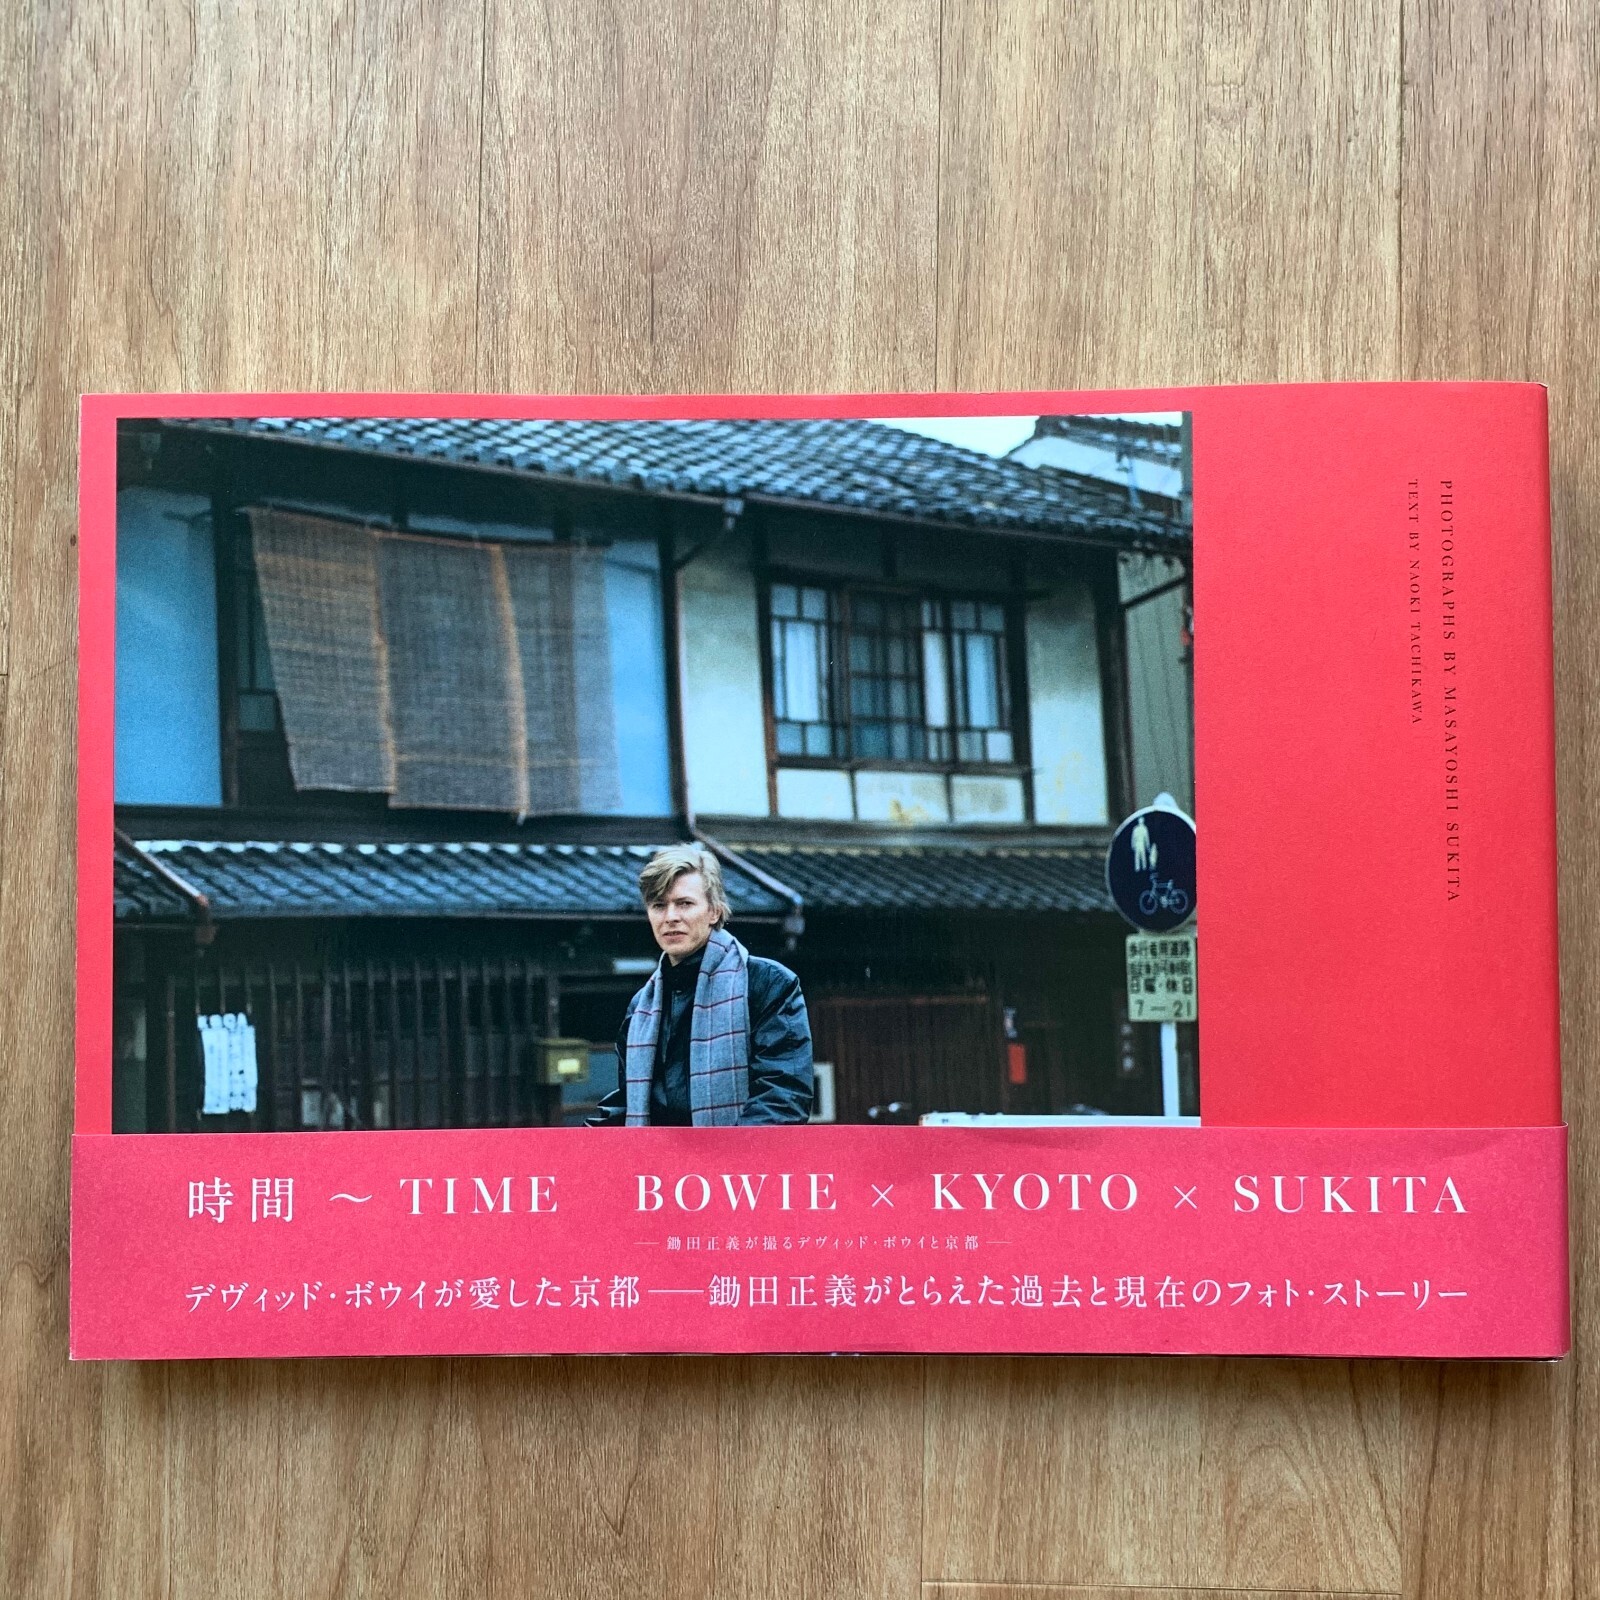 PHOTOGRAPHS BY MASAYOSHI SUKITA
TEXT BY NAOKI TACHIKAWA
歩行者用道路
日曜・休日
7-21
時間 ～ TIME BOWIE × KYOTO × SUKITA
― 鋤田正義が撮るデヴィッド・ボウイと京都 ―
デヴィッド・ボウイが愛した京都――鋤田正義がとらえた過去と現在のフォト・ストーリー